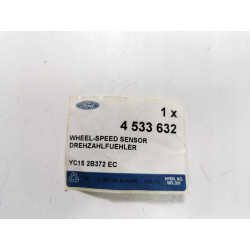 Ford
1 x
4 533 632
WHEEL-SPEED SENSOR
DREHZAHLFUEHLER
YC15 2B372 EC